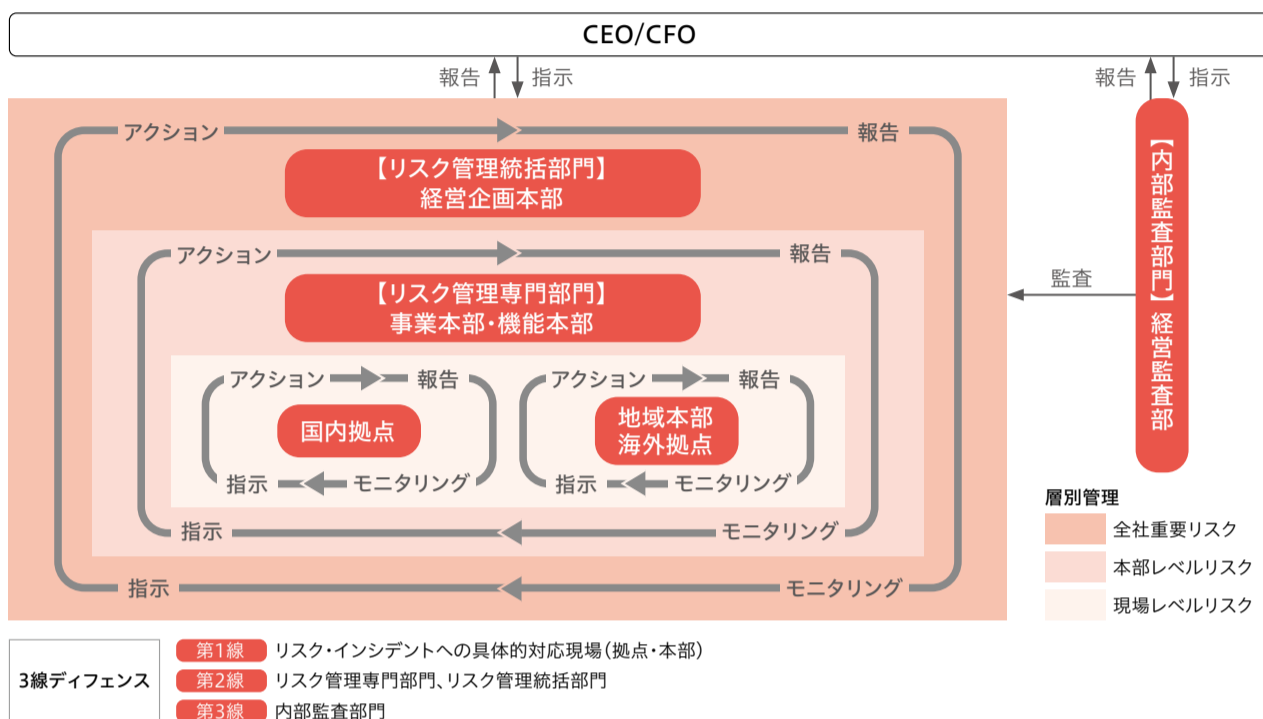 CEO/CFO
報告
指示
報告
指示
アクション
報告
【リスク管理統括部門】
経営企画本部
アクション
報告
【リスク管理専門部門】
事業本部・機能本部
アクション
報告
国内拠点
指示
モニタリング
アクション
報告
地域本部
海外拠点
指示
モニタリング
指示
モニタリング
指示
モニタリング
監査
【内部監査部門】経営監査部
層別管理
全社重要リスク
本部レベルリスク
現場レベルリスク
3線ディフェンス
第1線 リスク・インシデントへの具体的対応現場(拠点・本部)
第2線 リスク管理専門部門、リスク管理統括部門
第3線 内部監査部門